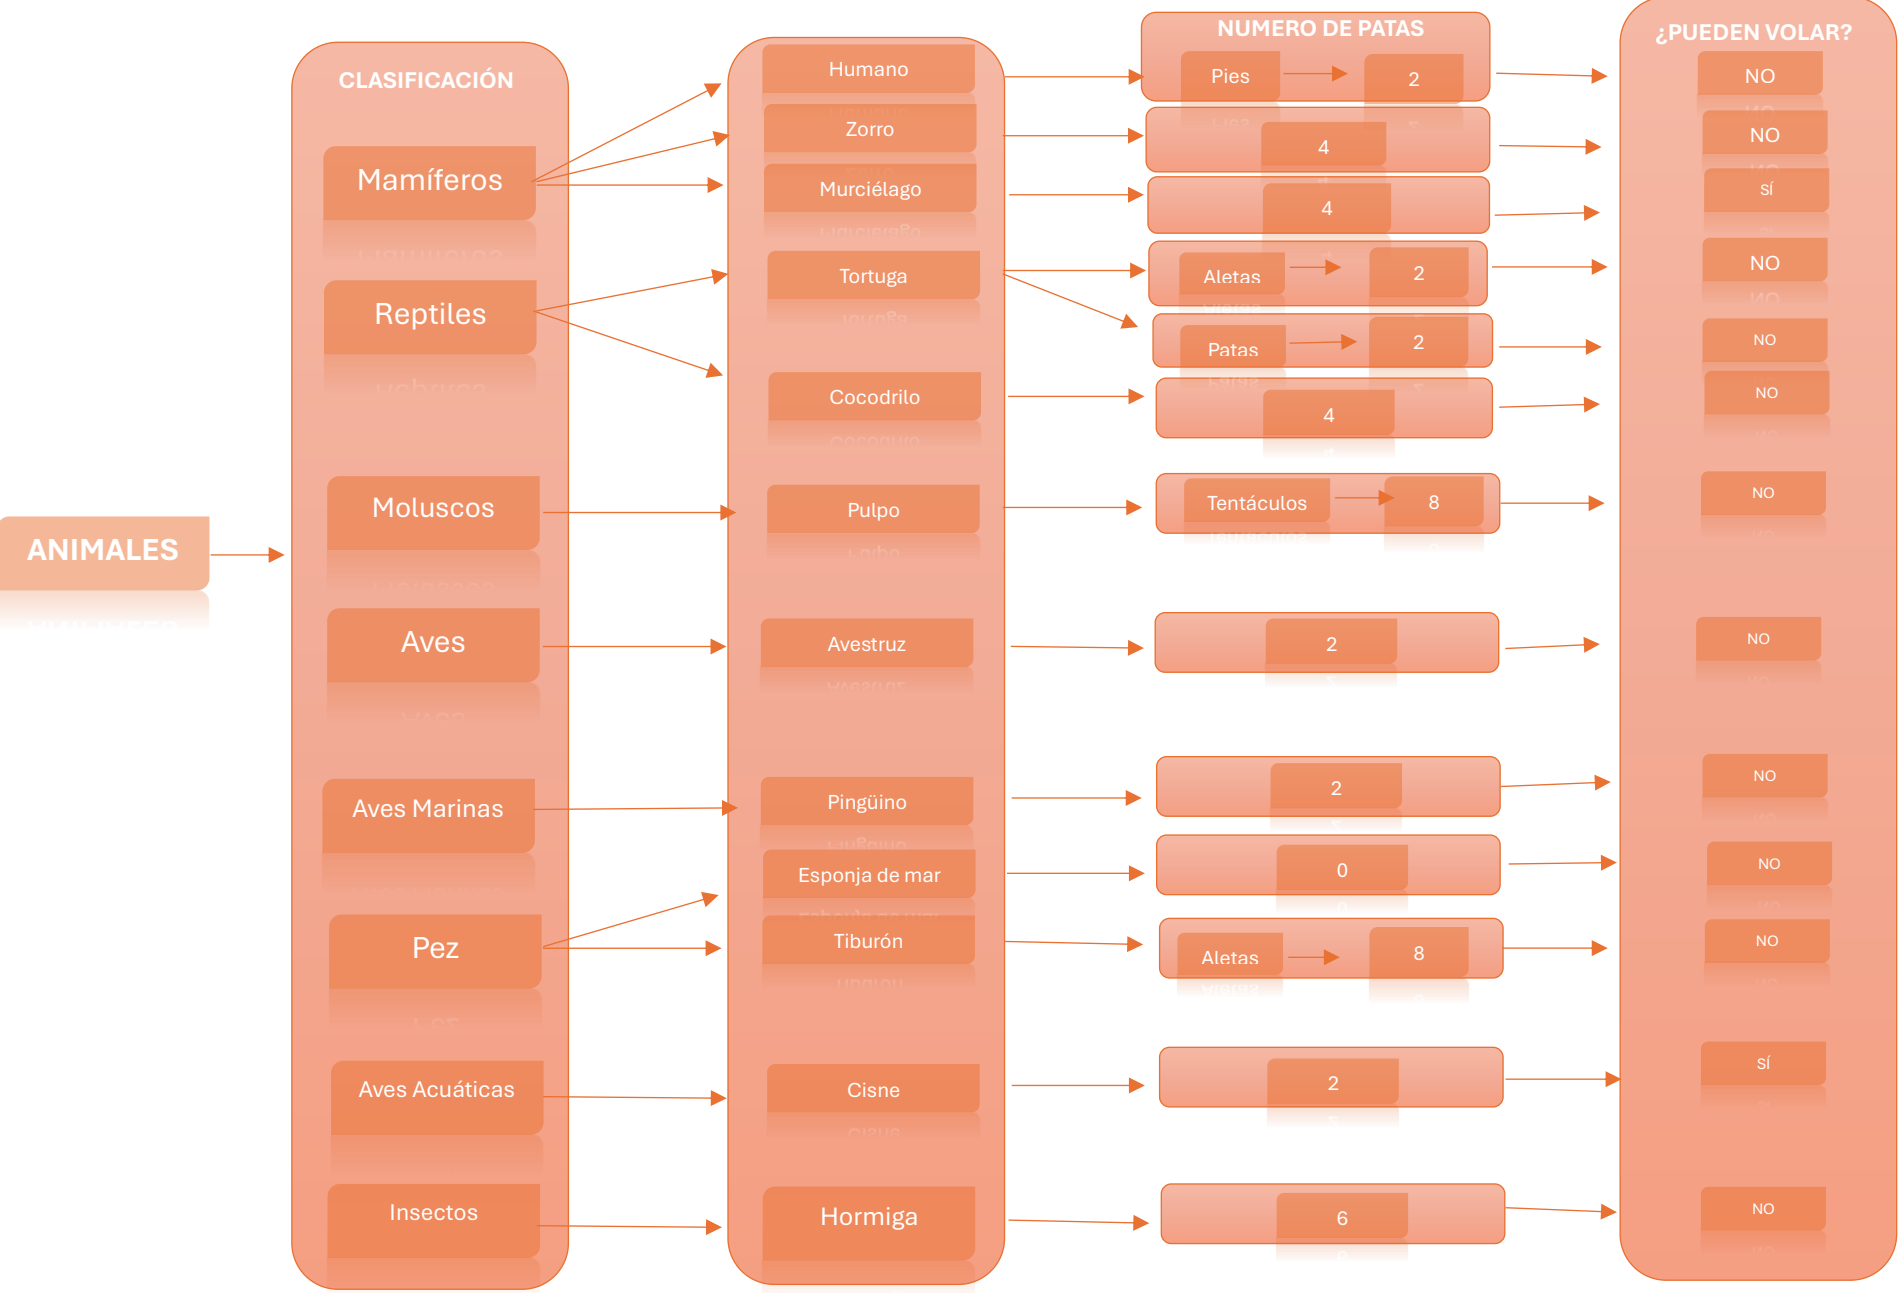 ANIMALES
CLASIFICACIÓN
Mamíferos
Reptiles
Moluscos
Aves
Aves Marinas
Pez
Aves Acuáticas
Insectos
Humano
Zorro
Murciélago
Tortuga
Cocodrilo
Pulpo
Avestruz
Pingüino
Esponja de mar
Tiburón
Cisne
Hormiga
NUMERO DE PATAS
Pies 2
4
4
Aletas 2
Patas 2
4
Tentáculos 8
2
2
0
Aletas 8
2
6
¿PUEDEN VOLAR?
NO
NO
SÍ
NO
NO
NO
NO
NO
NO
NO
NO
SÍ
NO